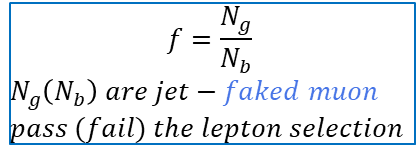 f = N_g / N_b
N_g(N_b) are jet − faked muon
pass (fail) the lepton selection